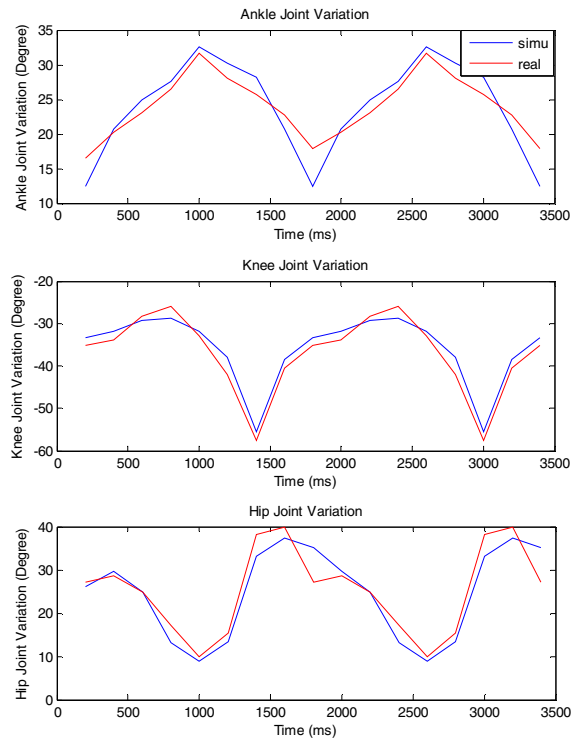 Ankle Joint Variation
35
30
25
20
15
10
Ankle Joint Variation (Degree)
simu
real
0 500 1000 1500 2000 2500 3000 3500
Time (ms)
Knee Joint Variation
-20
-30
-40
-50
-60
Knee Joint Variation (Degree)
0 500 1000 1500 2000 2500 3000 3500
Time (ms)
Hip Joint Variation
40
30
20
10
0
Hip Joint Variation (Degree)
0 500 1000 1500 2000 2500 3000 3500
Time (ms)